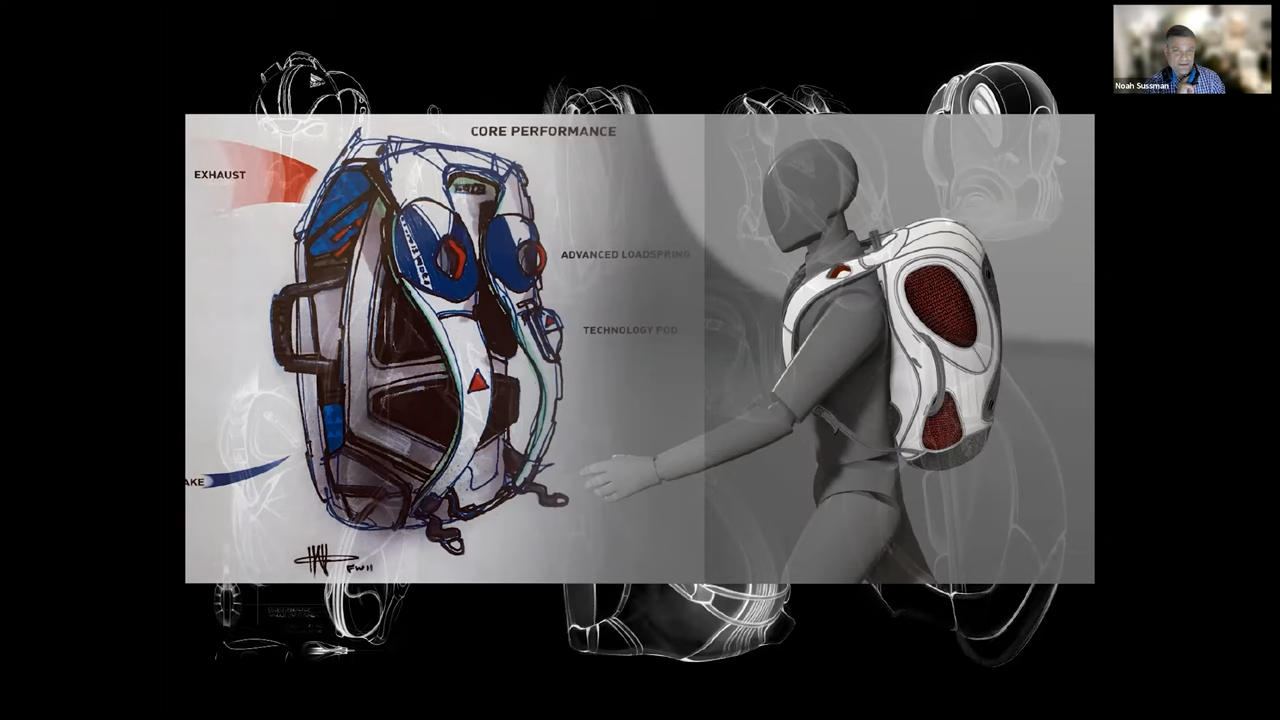 Noah Sussman
CORE PERFORMANCE
EXHAUST
ADVANCED LOADSPRING
TECHNOLOGY POD
AKE
FW11